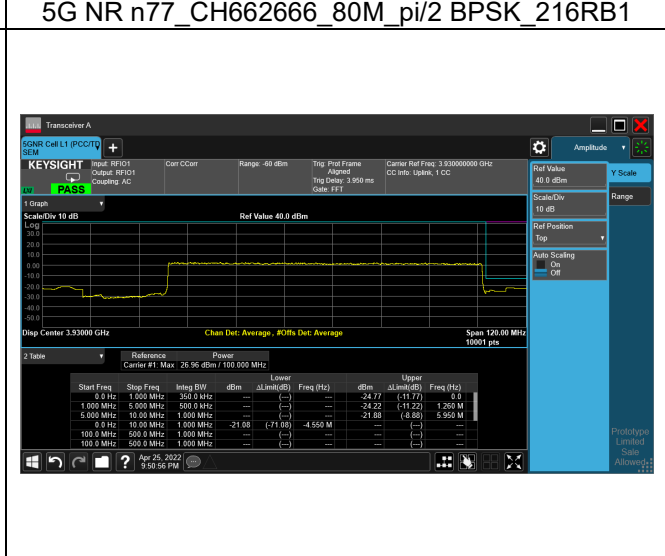 5G NR n77_CH662666_80M_pi/2 BPSK_216RB1
Transceiver A
5GNR Cell L1 (PCC/T
SEM
Amplitude
KEYSIGHT
Input: RFIO1
Output: RFIO1
Coupling: AC
Corr CCorr
Range: -60 dBm
Trig: Prot Frame
Aligned
Trig Delay: 3.950 ms
Gate: FFT
Carrier Ref Freq: 3.930000000 GHz
CC Info: Uplink, 1 CC
PASS
Ref Value
40.0 dBm
Y Scale
Scale/Div
10 dB
Range
Ref Position
Top
Auto Scaling
On
Off
1 Graph
Scale/Div 10 dB
Ref Value 40.0 dBm
Log
30.0
20.0
10.0
0.00
-10.0
-20.0
-30.0
-40.0
-50.0
Disp Center 3.93000 GHz
Chan Det: Average , #Offs Det: Average
Span 120.00 MHz
10001 pts
2 Table
Reference Power
Carrier #1: Max 26.96 dBm / 100.000 MHz
Lower Upper
Start Freq Stop Freq Integ BW dBm ΔLimit(dB) Freq (Hz) dBm ΔLimit(dB) Freq (Hz)
0.0 Hz 1.000 MHz 350.0 kHz --- (---) --- -24.77 (-11.77) 0.0
1.000 MHz 5.000 MHz 500.0 kHz --- (---) --- -24.22 (-11.22) 1.260 M
5.000 MHz 10.00 MHz 1.000 MHz --- (---) --- -21.88 (-8.88) 5.950 M
0.0 Hz 10.00 MHz 1.000 MHz -21.08 (-71.08) -4.550 M --- (---) ---
100.0 MHz 500.0 MHz 1.000 MHz --- (---) --- --- (---) ---
100.0 MHz 500.0 MHz 1.000 MHz --- (---) --- --- (---) ---
Prototype
Limited
Sale
Allowed
Apr 25, 2022
9:50:56 PM